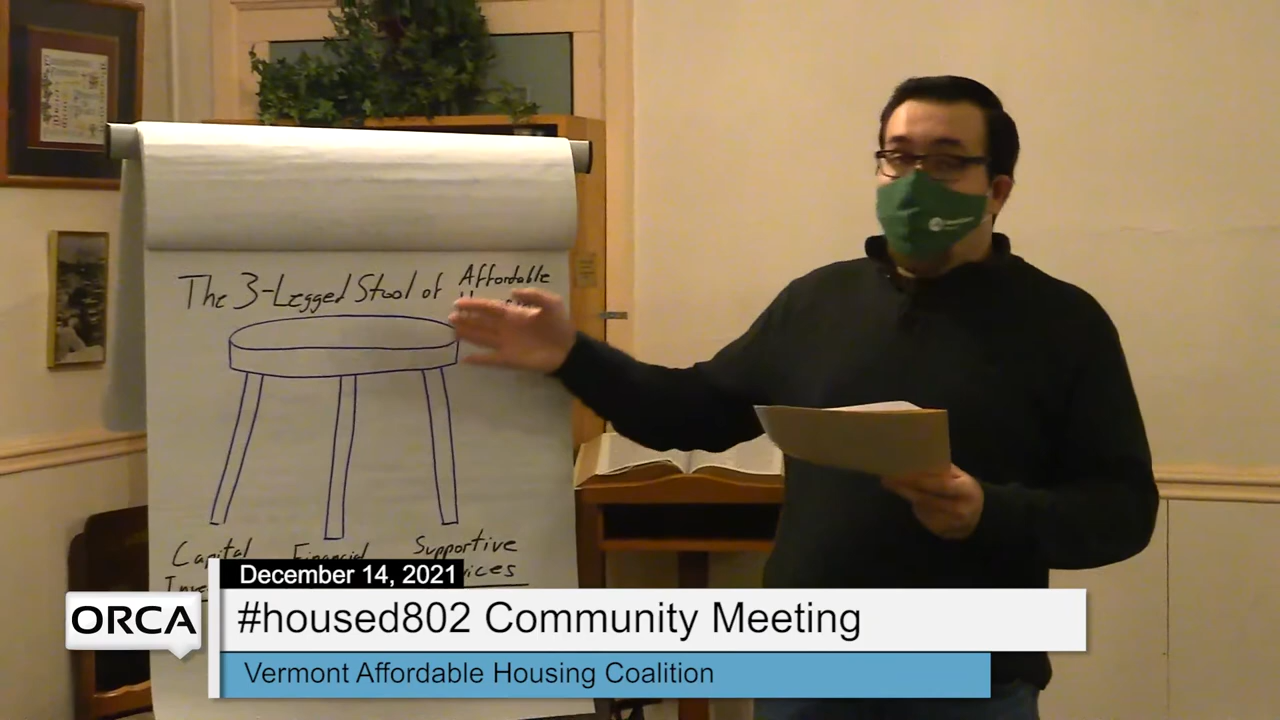 The 3-Legged Stool of Affordable
Capital Financial Supportive
December 14, 2021
ORCA
#housed802 Community Meeting
Vermont Affordable Housing Coalition